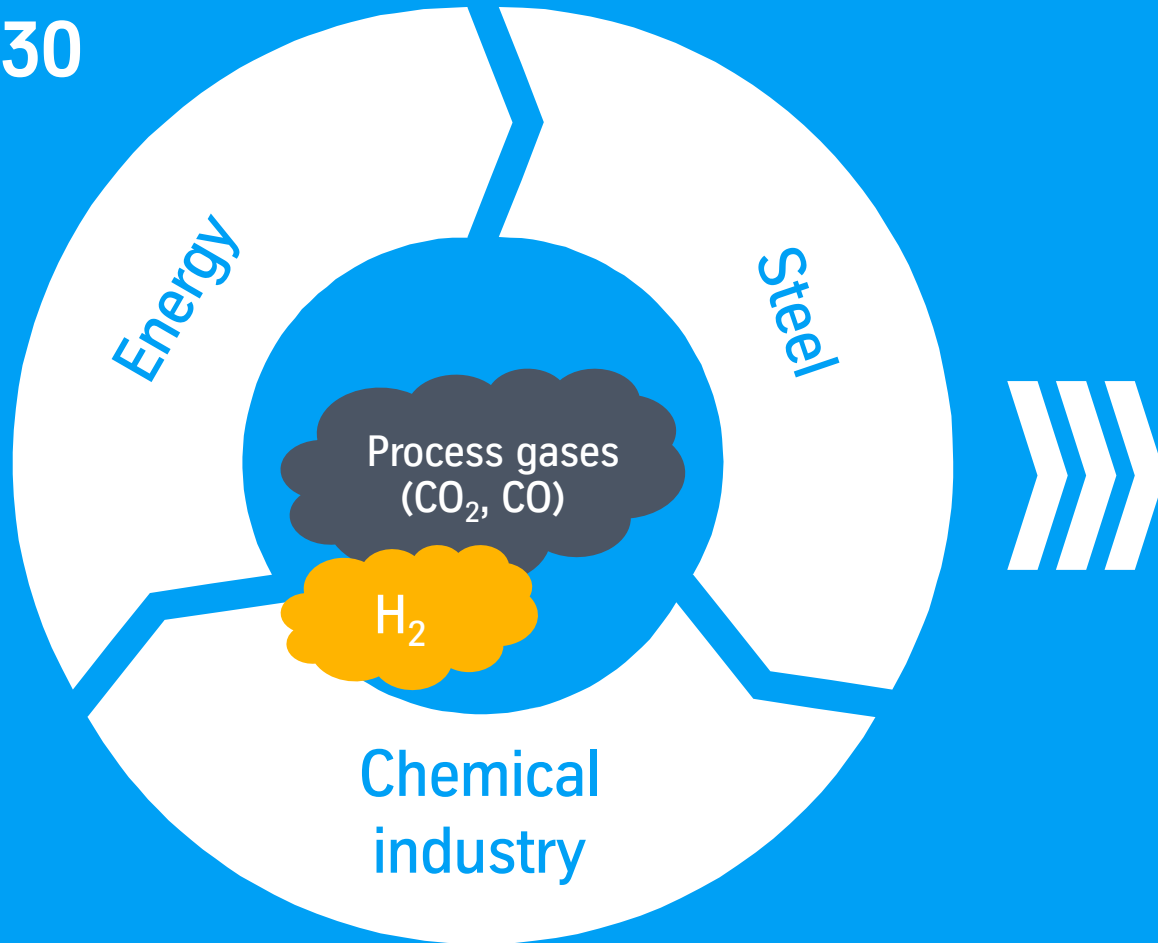 30
Energy
Steel
Process gases
(CO₂, CO)
H₂
Chemical
industry